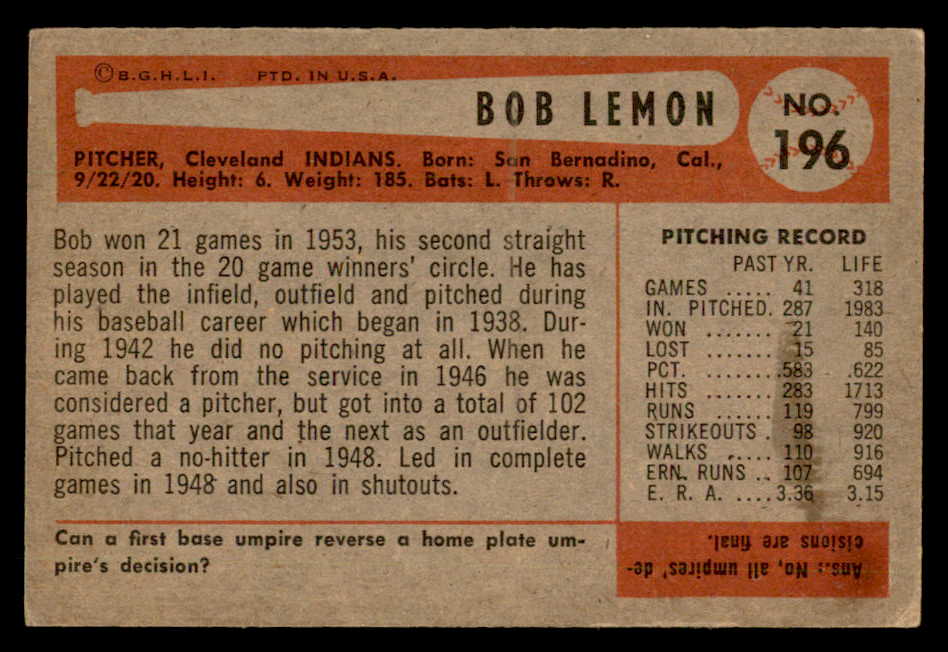 © B.G.H.L.I. PTD. IN U.S.A.
BOB LEMON
NO.
196
PITCHER, Cleveland INDIANS. Born: San Bernadino, Cal.,
9/22/20. Height: 6. Weight: 185. Bats: L. Throws: R.
Bob won 21 games in 1953, his second straight
season in the 20 game winners' circle. He has
played the infield, outfield and pitched during
his baseball career which began in 1938. Dur-
ing 1942 he did no pitching at all. When he
came back from the service in 1946 he was
considered a pitcher, but got into a total of 102
games that year and the next as an outfielder.
Pitched a no-hitter in 1948. Led in complete
games in 1948 and also in shutouts.
PITCHING RECORD
PAST YR. LIFE
GAMES ..... 41 318
IN. PITCHED. 287 1983
WON ....... 21 140
LOST ....... 15 85
PCT. ....... .583 .622
HITS ....... 283 1713
RUNS ...... 119 799
STRIKEOUTS . 98 920
WALKS ..... 110 916
ERN. RUNS .. 107 694
E. R. A. .... 3.36 3.15
Can a first base umpire reverse a home plate um-
pire's decision?
Ans.: No, all umpires' de-
cisions are final.